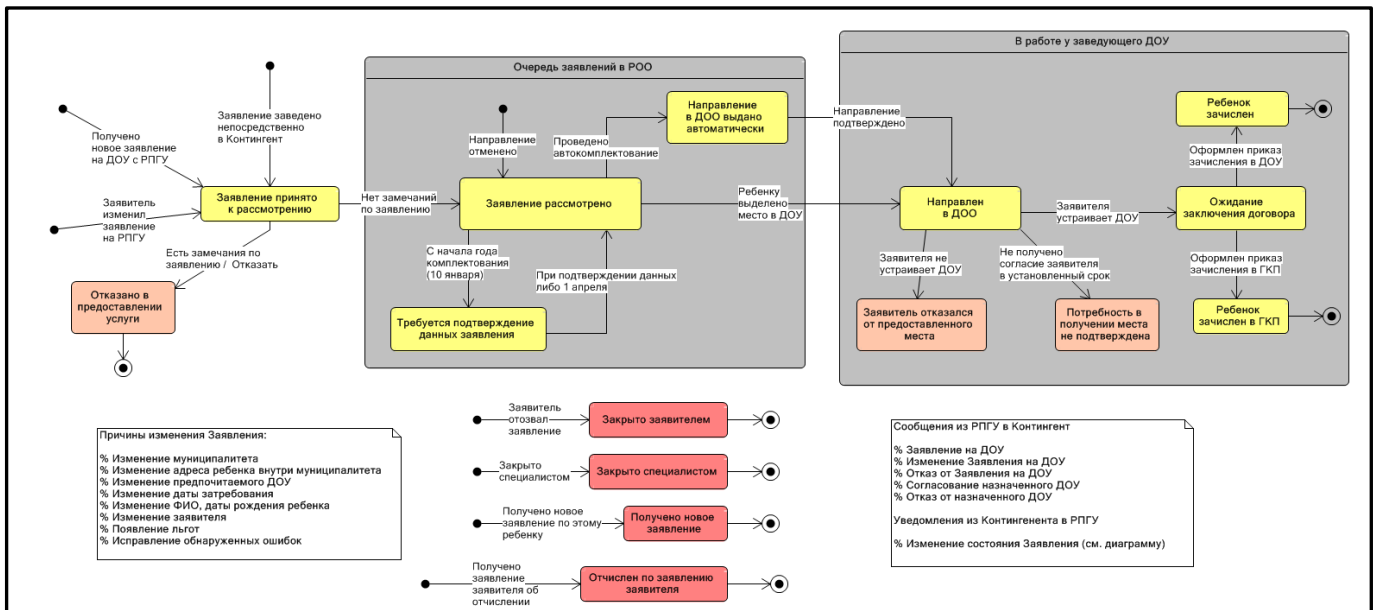 В работе у заведующего ДОУ
Очередь заявлений в РОО
Заявление заведено
непосредственно
в Контингент
Получено
новое заявление
на ДОУ с РПГУ
Заявитель
изменил
заявление
на РПГУ
Заявление принято
к рассмотрению
Есть замечания по
заявлению / Отказать
Отказано в
предоставлении
услуги
Нет замечаний
по заявлению
Направление
отменено
Проведено
автокомплектование
Направление
в ДОО выдано
автоматически
Заявление рассмотрено
С начала года
комплектования
(10 января)
При подтверждении данных
либо 1 апреля
Требуется подтверждение
данных заявления
Ребенку
выделено
место в ДОУ
Направление
подтверждено
Направлен
в ДОО
Заявителя
устраивает ДОУ
Заявителя не
устраивает ДОУ
Не получено
согласие заявителя
в установленный срок
Заявитель отказался
от предоставленного
места
Потребность в
получении места
не подтверждена
Ребенок
зачислен
Оформлен приказ
зачисления в ДОУ
Ожидание
заключения договора
Оформлен приказ
зачисления в ГКП
Ребенок
зачислен в ГКП
Причины изменения Заявления:
% Изменение муниципалитета
% Изменение адреса ребенка внутри муниципалитета
% Изменение предпочитаемого ДОУ
% Изменение даты затребования
% Изменение ФИО, даты рождения ребенка
% Изменение заявителя
% Появление льгот
% Исправление обнаруженных ошибок
Заявитель
отозвал
заявление
Закрыто заявителем
Закрыто
специалистом
Закрыто специалистом
Получено новое
заявление по этому
ребенку
Получено новое
заявление
Получено
заявление
заявителя об
отчислении
Отчислен по заявлению
заявителя
Сообщения из РПГУ в Контингент
% Заявление на ДОУ
% Изменение Заявления на ДОУ
% Отказ от Заявления на ДОУ
% Согласование назначенного ДОУ
% Отказ от назначенного ДОУ
Уведомления из Контингенента в РПГУ
% Изменение состояния Заявления (см. диаграмму)